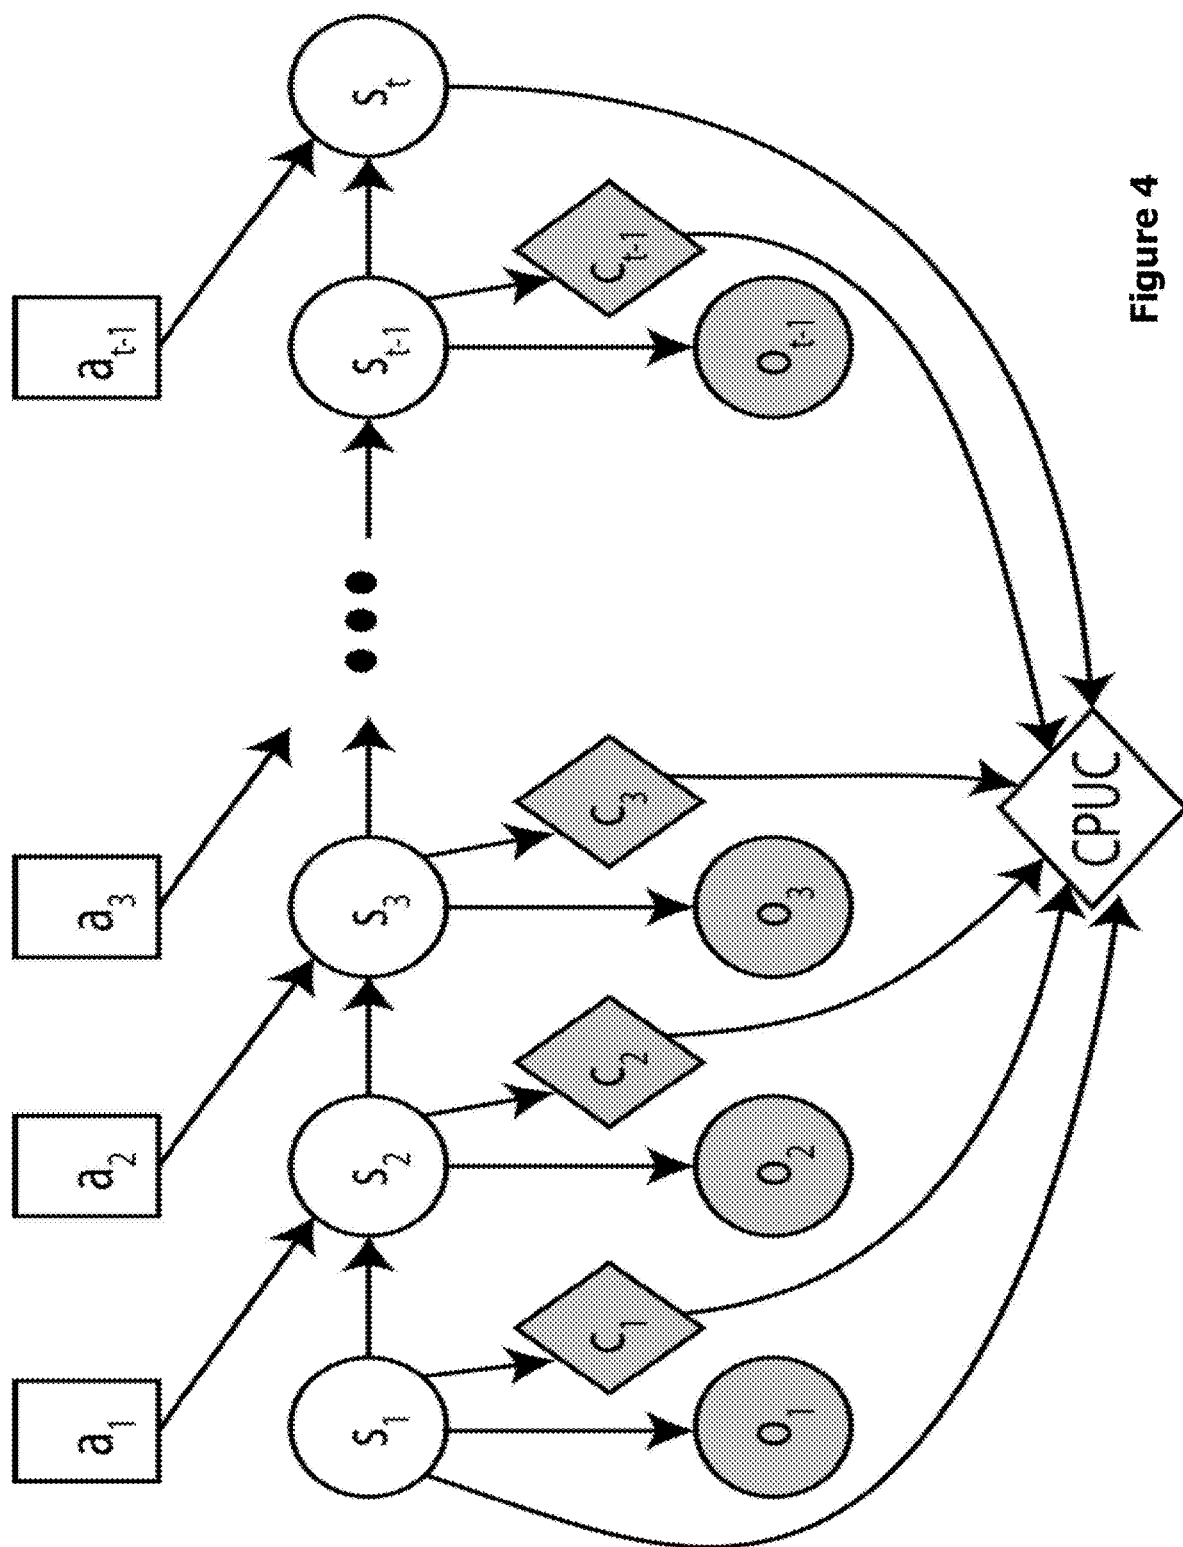 a₁ a₂ a₃ aₜ₋₁
s₁ s₂ s₃ ••• sₜ₋₁ sₜ
c₁ c₂ c₃ cₜ₋₁
o₁ o₂ o₃ oₜ₋₁
CPUC
Figure 4